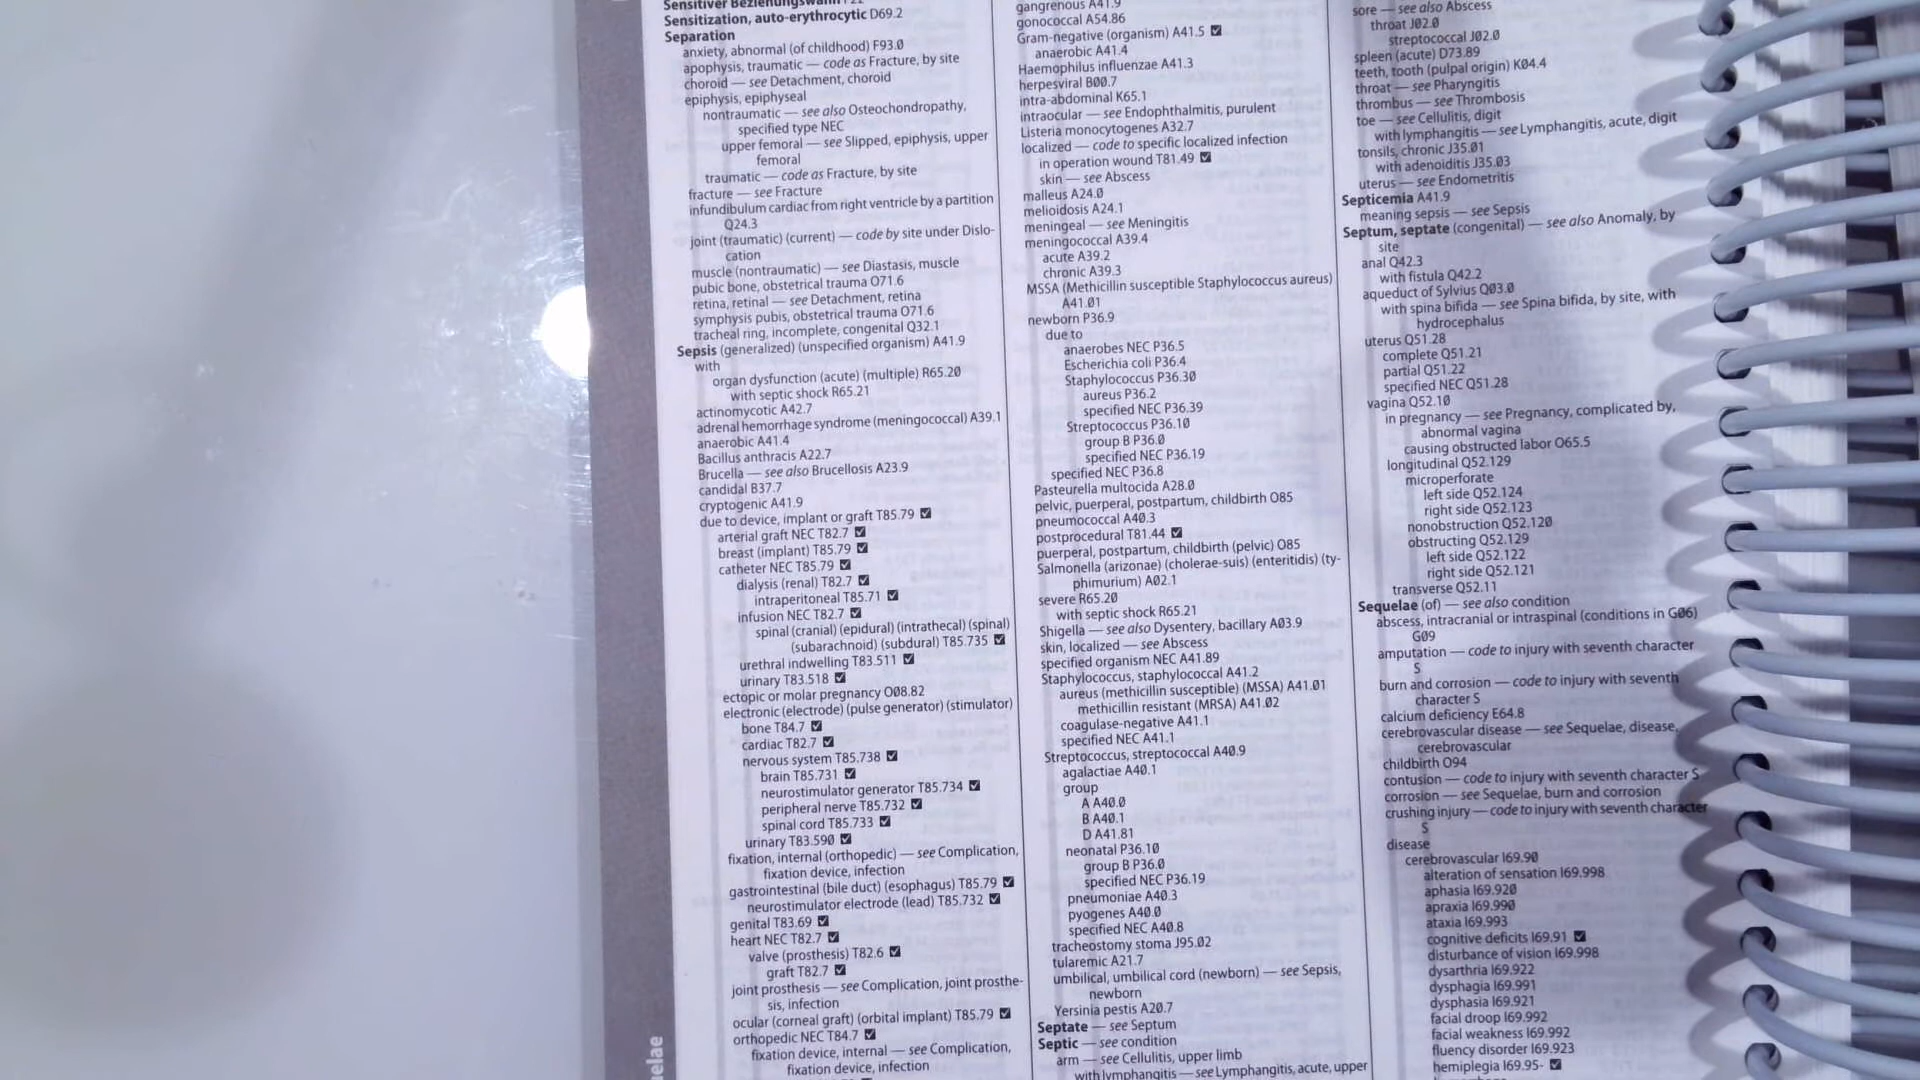 Sensitiver Beziehungswahn F22
Sensitization, auto-erythrocytic D69.2
Separation
anxiety, abnormal (of childhood) F93.0
apophysis, traumatic — code as Fracture, by site
choroid — see Detachment, choroid
epiphysis, epiphyseal
nontraumatic — see also Osteochondropathy,
specified type NEC
upper femoral — see Slipped, epiphysis, upper
femoral
traumatic — code as Fracture, by site
fracture — see Fracture
infundibulum cardiac from right ventricle by a partition
Q24.3
joint (traumatic) (current) — code by site under Dislo-
cation
muscle (nontraumatic) — see Diastasis, muscle
pubic bone, obstetrical trauma O71.6
retina, retinal — see Detachment, retina
symphysis pubis, obstetrical trauma O71.6
tracheal ring, incomplete, congenital Q32.1
Sepsis (generalized) (unspecified organism) A41.9
with
organ dysfunction (acute) (multiple) R65.20
with septic shock R65.21
actinomycotic A42.7
adrenal hemorrhage syndrome (meningococcal) A39.1
anaerobic A41.4
Bacillus anthracis A22.7
Brucella — see also Brucellosis A23.9
candidal B37.7
cryptogenic A41.9
due to device, implant or graft T85.79 ☑
arterial graft NEC T82.7 ☑
breast (implant) T85.79 ☑
catheter NEC T85.79 ☑
dialysis (renal) T82.7 ☑
intraperitoneal T85.71 ☑
infusion NEC T82.7 ☑
spinal (cranial) (epidural) (intrathecal) (spinal)
(subarachnoid) (subdural) T85.735 ☑
urethral indwelling T83.511 ☑
urinary T83.518 ☑
ectopic or molar pregnancy O08.82
electronic (electrode) (pulse generator) (stimulator)
bone T84.7 ☑
cardiac T82.7 ☑
nervous system T85.738 ☑
brain T85.731 ☑
neurostimulator generator T85.734 ☑
peripheral nerve T85.732 ☑
spinal cord T85.733 ☑
urinary T83.590 ☑
fixation, internal (orthopedic) — see Complication,
fixation device, infection
gastrointestinal (bile duct) (esophagus) T85.79 ☑
neurostimulator electrode (lead) T85.732 ☑
genital T83.69 ☑
heart NEC T82.7 ☑
valve (prosthesis) T82.6 ☑
graft T82.7 ☑
joint prosthesis — see Complication, joint prosthe-
sis, infection
ocular (corneal graft) (orbital implant) T85.79 ☑
orthopedic NEC T84.7 ☑
fixation device, internal — see Complication,
fixation device, infection
gangrenous A41.9
gonococcal A54.86
Gram-negative (organism) A41.5 ☑
anaerobic A41.4
Haemophilus influenzae A41.3
herpesviral B00.7
intra-abdominal K65.1
intraocular — see Endophthalmitis, purulent
Listeria monocytogenes A32.7
localized — code to specific localized infection
in operation wound T81.49 ☑
skin — see Abscess
malleus A24.0
melioidosis A24.1
meningeal — see Meningitis
meningococcal A39.4
acute A39.2
chronic A39.3
MSSA (Methicillin susceptible Staphylococcus aureus)
A41.01
newborn P36.9
due to
anaerobes NEC P36.5
Escherichia coli P36.4
Staphylococcus P36.30
aureus P36.2
specified NEC P36.39
Streptococcus P36.10
group B P36.0
specified NEC P36.19
specified NEC P36.8
Pasteurella multocida A28.0
pelvic, puerperal, postpartum, childbirth O85
pneumococcal A40.3
postprocedural T81.44 ☑
puerperal, postpartum, childbirth (pelvic) O85
Salmonella (arizonae) (cholerae-suis) (enteritidis) (ty-
phimurium) A02.1
severe R65.20
with septic shock R65.21
Shigella — see also Dysentery, bacillary A03.9
skin, localized — see Abscess
specified organism NEC A41.89
Staphylococcus, staphylococcal A41.2
aureus (methicillin susceptible) (MSSA) A41.01
methicillin resistant (MRSA) A41.02
coagulase-negative A41.1
specified NEC A41.1
Streptococcus, streptococcal A40.9
agalactiae A40.1
group
A A40.0
B A40.1
D A41.81
neonatal P36.10
group B P36.0
specified NEC P36.19
pneumoniae A40.3
pyogenes A40.0
specified NEC A40.8
tracheostomy stoma J95.02
tularemic A21.7
umbilical, umbilical cord (newborn) — see Sepsis,
newborn
Yersinia pestis A20.7
Septate — see Septum
Septic — see condition
arm — see Cellulitis, upper limb
with lymphangitis — see Lymphangitis, acute, upper
sore — see also Abscess
throat J02.0
streptococcal J02.0
spleen (acute) D73.89
teeth, tooth (pulpal origin) K04.4
throat — see Pharyngitis
thrombus — see Thrombosis
toe — see Cellulitis, digit
with lymphangitis — see Lymphangitis, acute, digit
tonsils, chronic J35.01
with adenoiditis J35.03
uterus — see Endometritis
Septicemia A41.9
meaning sepsis — see Sepsis
Septum, septate (congenital) — see also Anomaly, by
site
anal Q42.3
with fistula Q42.2
aqueduct of Sylvius Q03.0
with spina bifida — see Spina bifida, by site, with
hydrocephalus
uterus Q51.28
complete Q51.21
partial Q51.22
specified NEC Q51.28
vagina Q52.10
in pregnancy — see Pregnancy, complicated by,
abnormal vagina
causing obstructed labor O65.5
longitudinal Q52.129
microperforate
left side Q52.124
right side Q52.123
nonobstruction Q52.120
obstructing Q52.129
left side Q52.122
right side Q52.121
transverse Q52.11
Sequelae (of) — see also condition
abscess, intracranial or intraspinal (conditions in G06)
G09
amputation — code to injury with seventh character
S
burn and corrosion — code to injury with seventh
character S
calcium deficiency E64.8
cerebrovascular disease — see Sequelae, disease,
cerebrovascular
childbirth O94
contusion — code to injury with seventh character S
corrosion — see Sequelae, burn and corrosion
crushing injury — code to injury with seventh character
S
disease
cerebrovascular I69.90
alteration of sensation I69.998
aphasia I69.920
apraxia I69.990
ataxia I69.993
cognitive deficits I69.91 ☑
disturbance of vision I69.998
dysarthria I69.922
dysphagia I69.991
dysphasia I69.921
facial droop I69.992
facial weakness I69.992
fluency disorder I69.923
hemiplegia I69.95- ☑
uelae